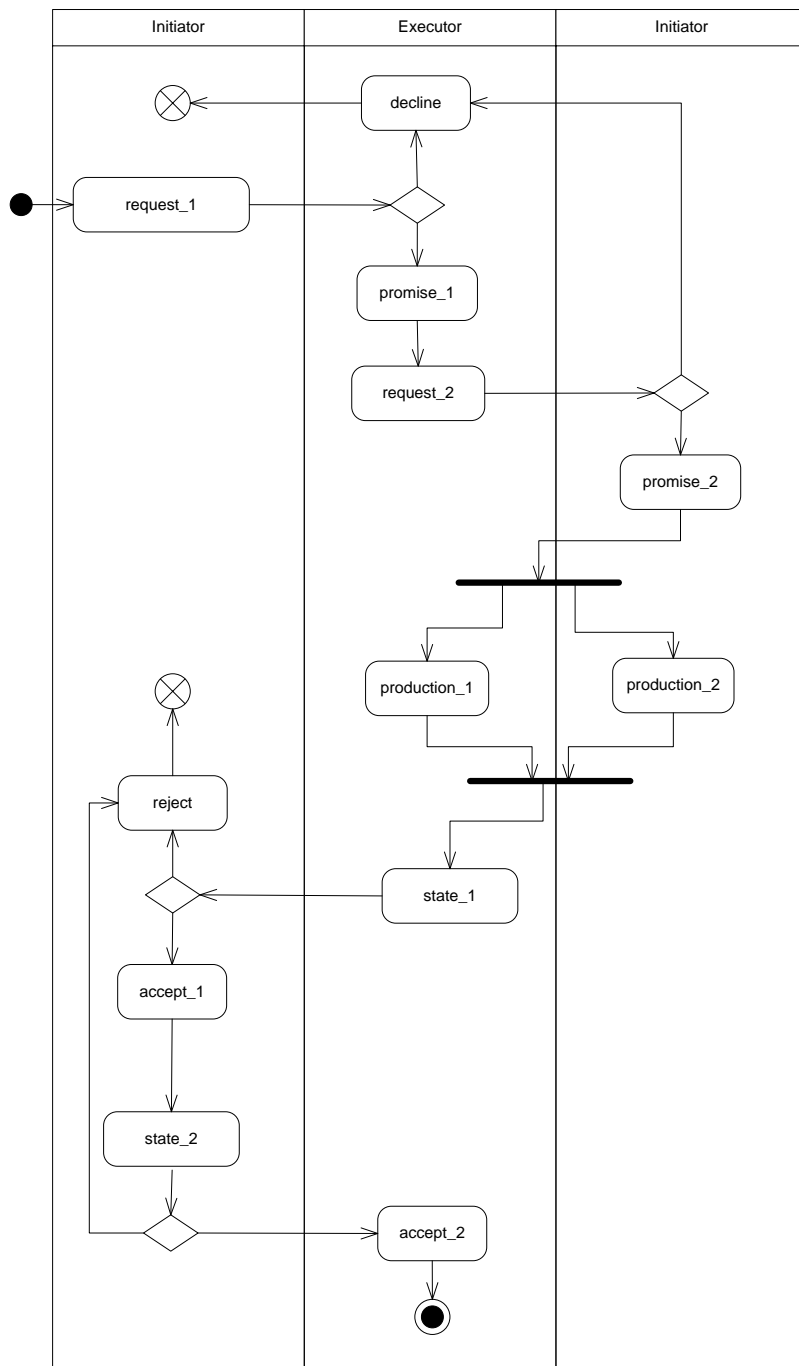 Initiator
Executor
Initiator
decline
request_1
promise_1
request_2
promise_2
production_1
production_2
reject
state_1
accept_1
state_2
accept_2